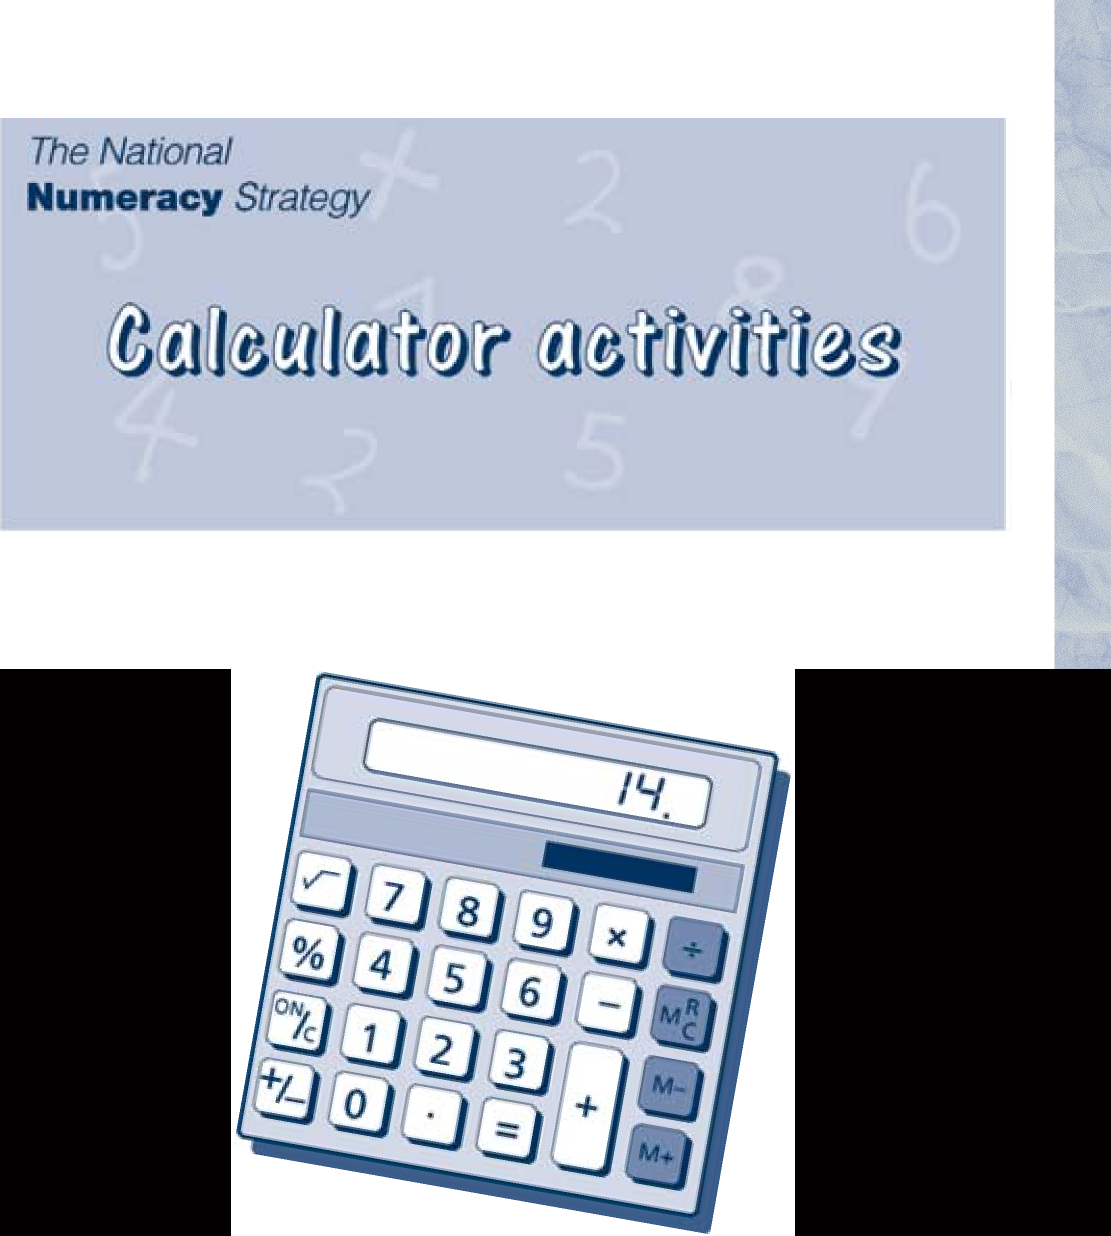 The National
Numeracy Strategy
Calculator activities
14.
√ 7 8 9 × ÷
% 4 5 6 − MRC
ON/C 1 2 3 M−
+/− 0 . = + M+